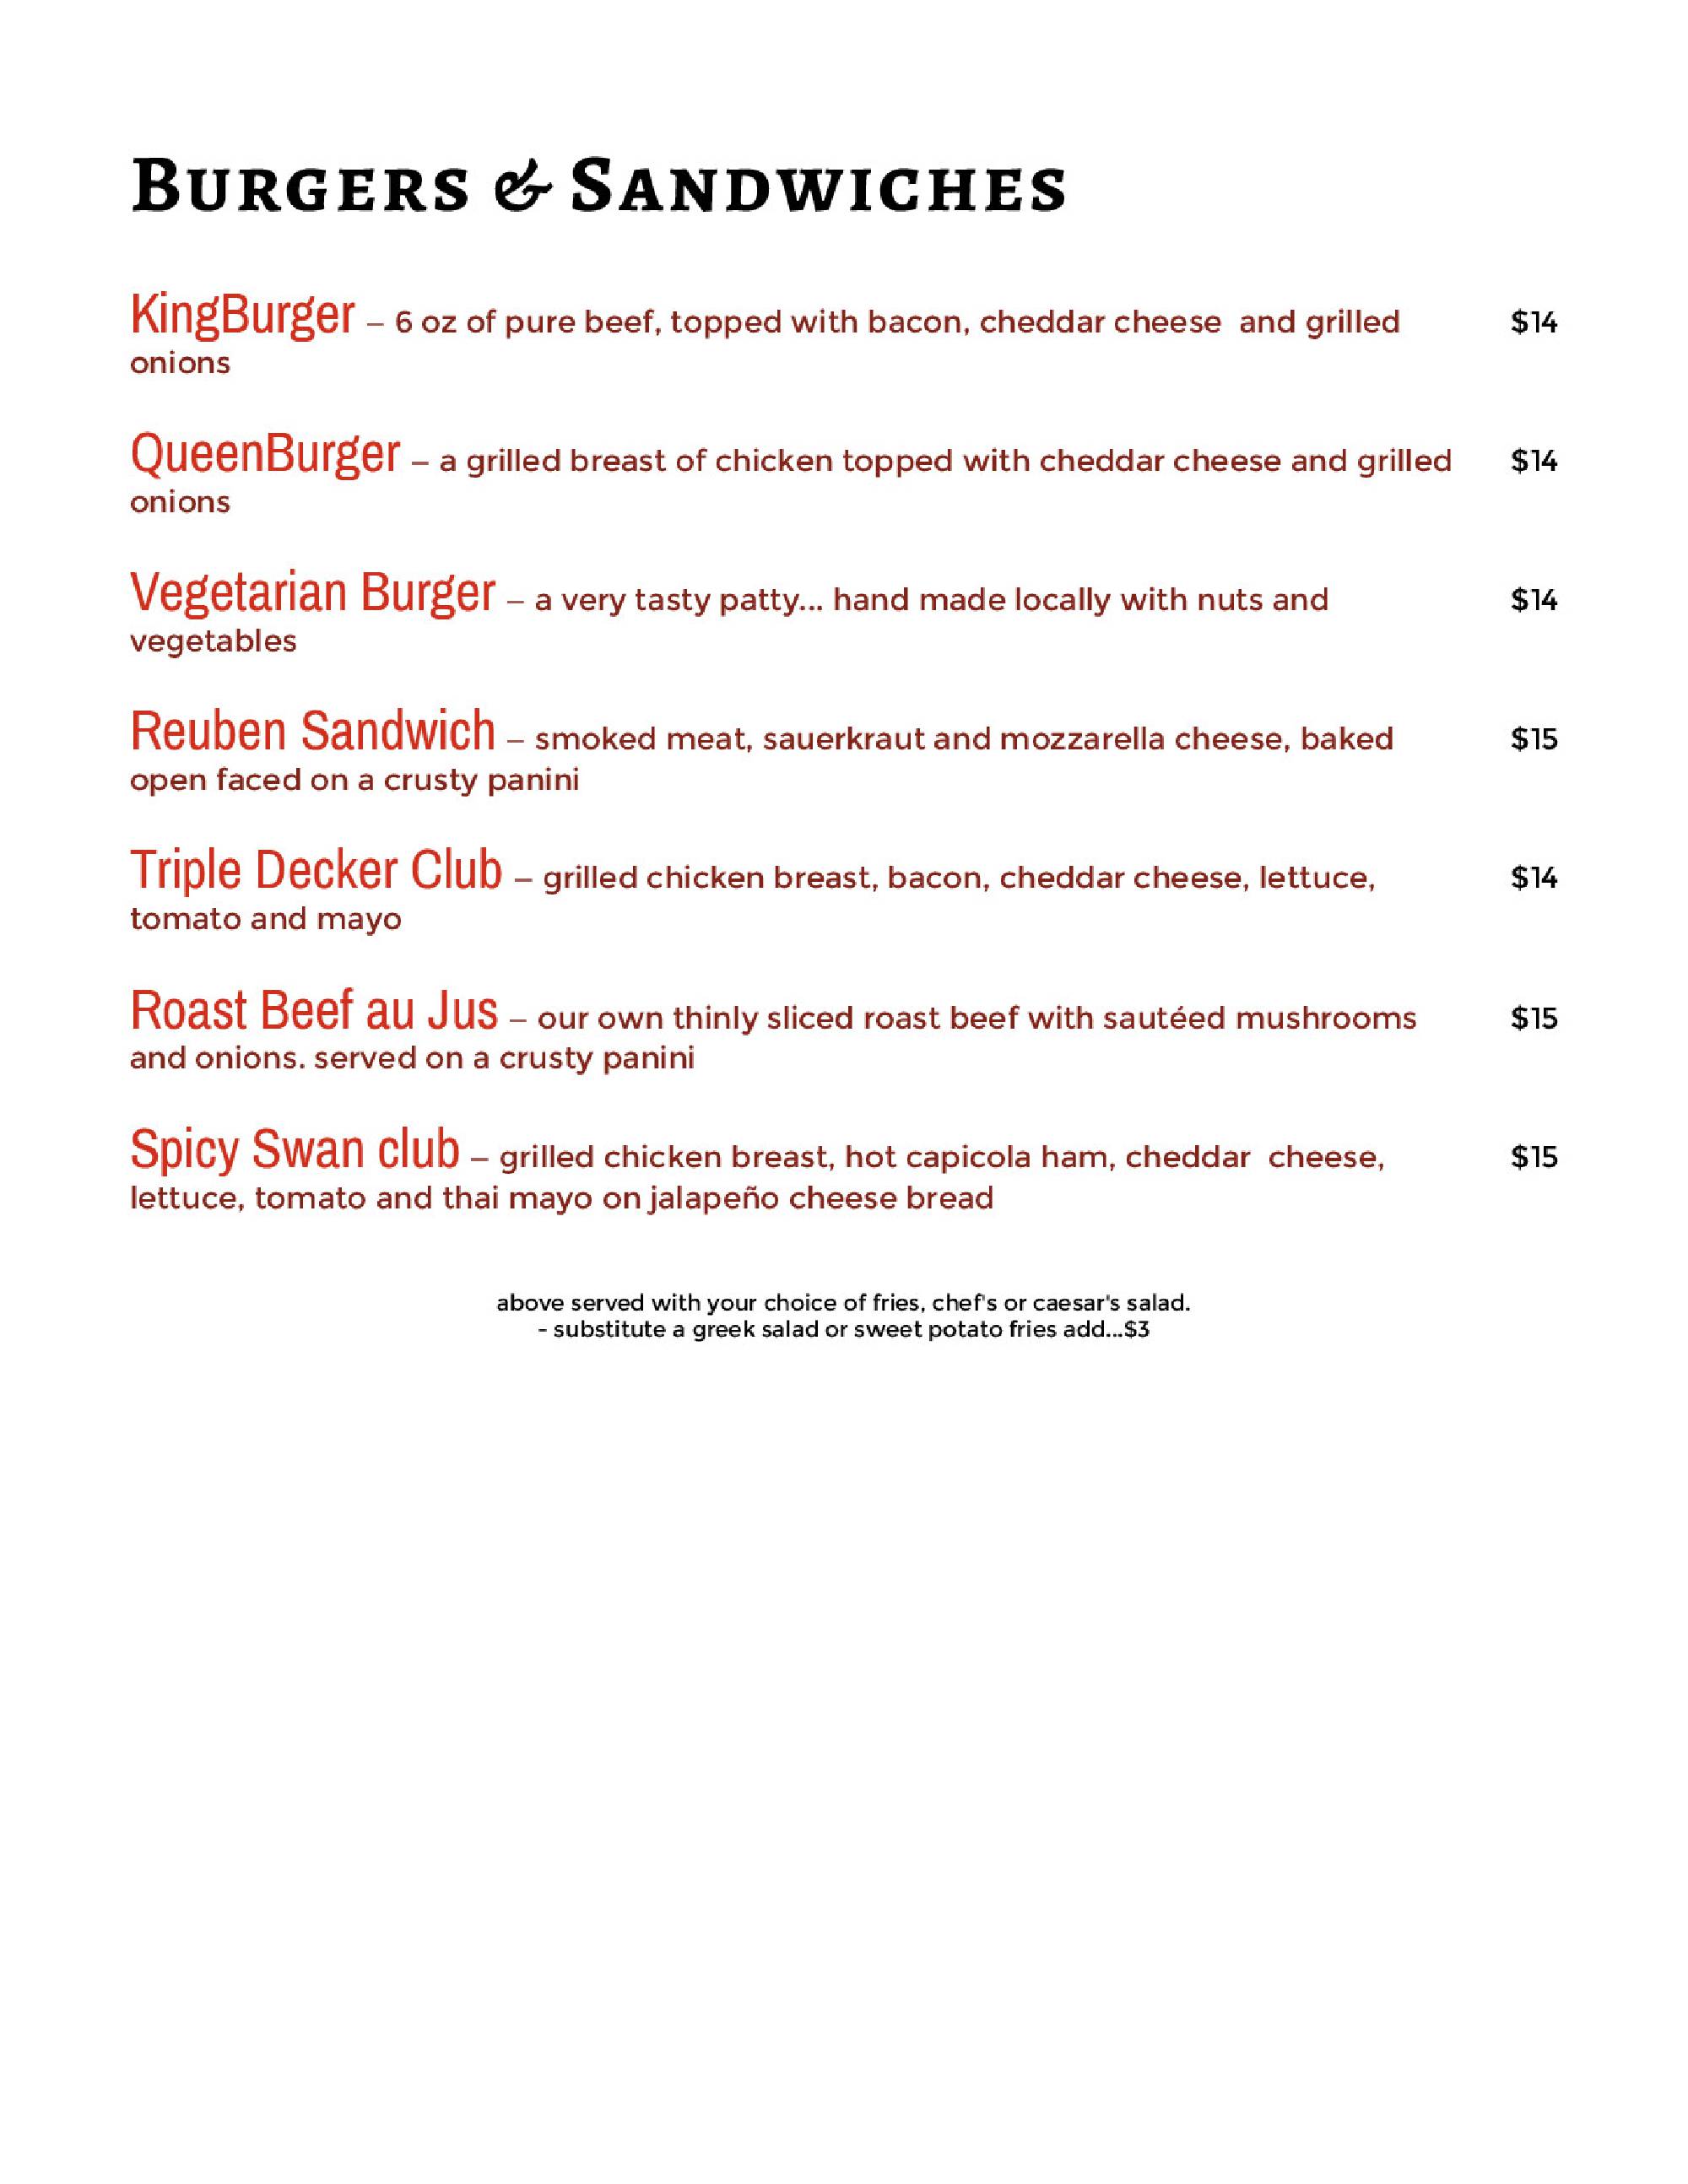 BURGERS & SANDWICHES
KingBurger – 6 oz of pure beef, topped with bacon, cheddar cheese and grilled $14
onions
QueenBurger – a grilled breast of chicken topped with cheddar cheese and grilled $14
onions
Vegetarian Burger – a very tasty patty... hand made locally with nuts and $14
vegetables
Reuben Sandwich – smoked meat, sauerkraut and mozzarella cheese, baked $15
open faced on a crusty panini
Triple Decker Club – grilled chicken breast, bacon, cheddar cheese, lettuce, $14
tomato and mayo
Roast Beef au Jus – our own thinly sliced roast beef with sautéed mushrooms $15
and onions. served on a crusty panini
Spicy Swan club – grilled chicken breast, hot capicola ham, cheddar cheese, $15
lettuce, tomato and thai mayo on jalapeño cheese bread
above served with your choice of fries, chef's or caesar's salad.
- substitute a greek salad or sweet potato fries add...$3